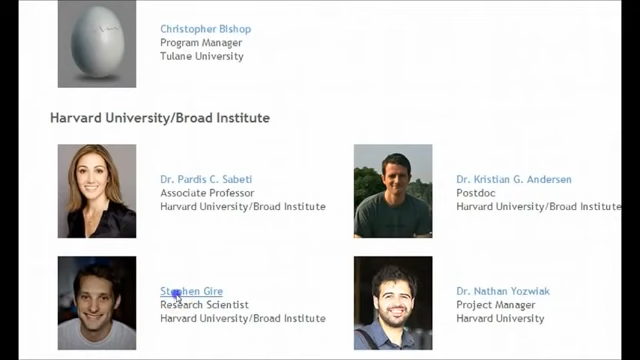 Christopher Bishop
Program Manager
Tulane University
Harvard University/Broad Institute
Dr. Pardis C. Sabeti
Associate Professor
Harvard University/Broad Institute
Dr. Kristian G. Andersen
Postdoc
Harvard University/Broad Institute
Stephen Gire
Research Scientist
Harvard University/Broad Institute
Dr. Nathan Yozwiak
Project Manager
Harvard University